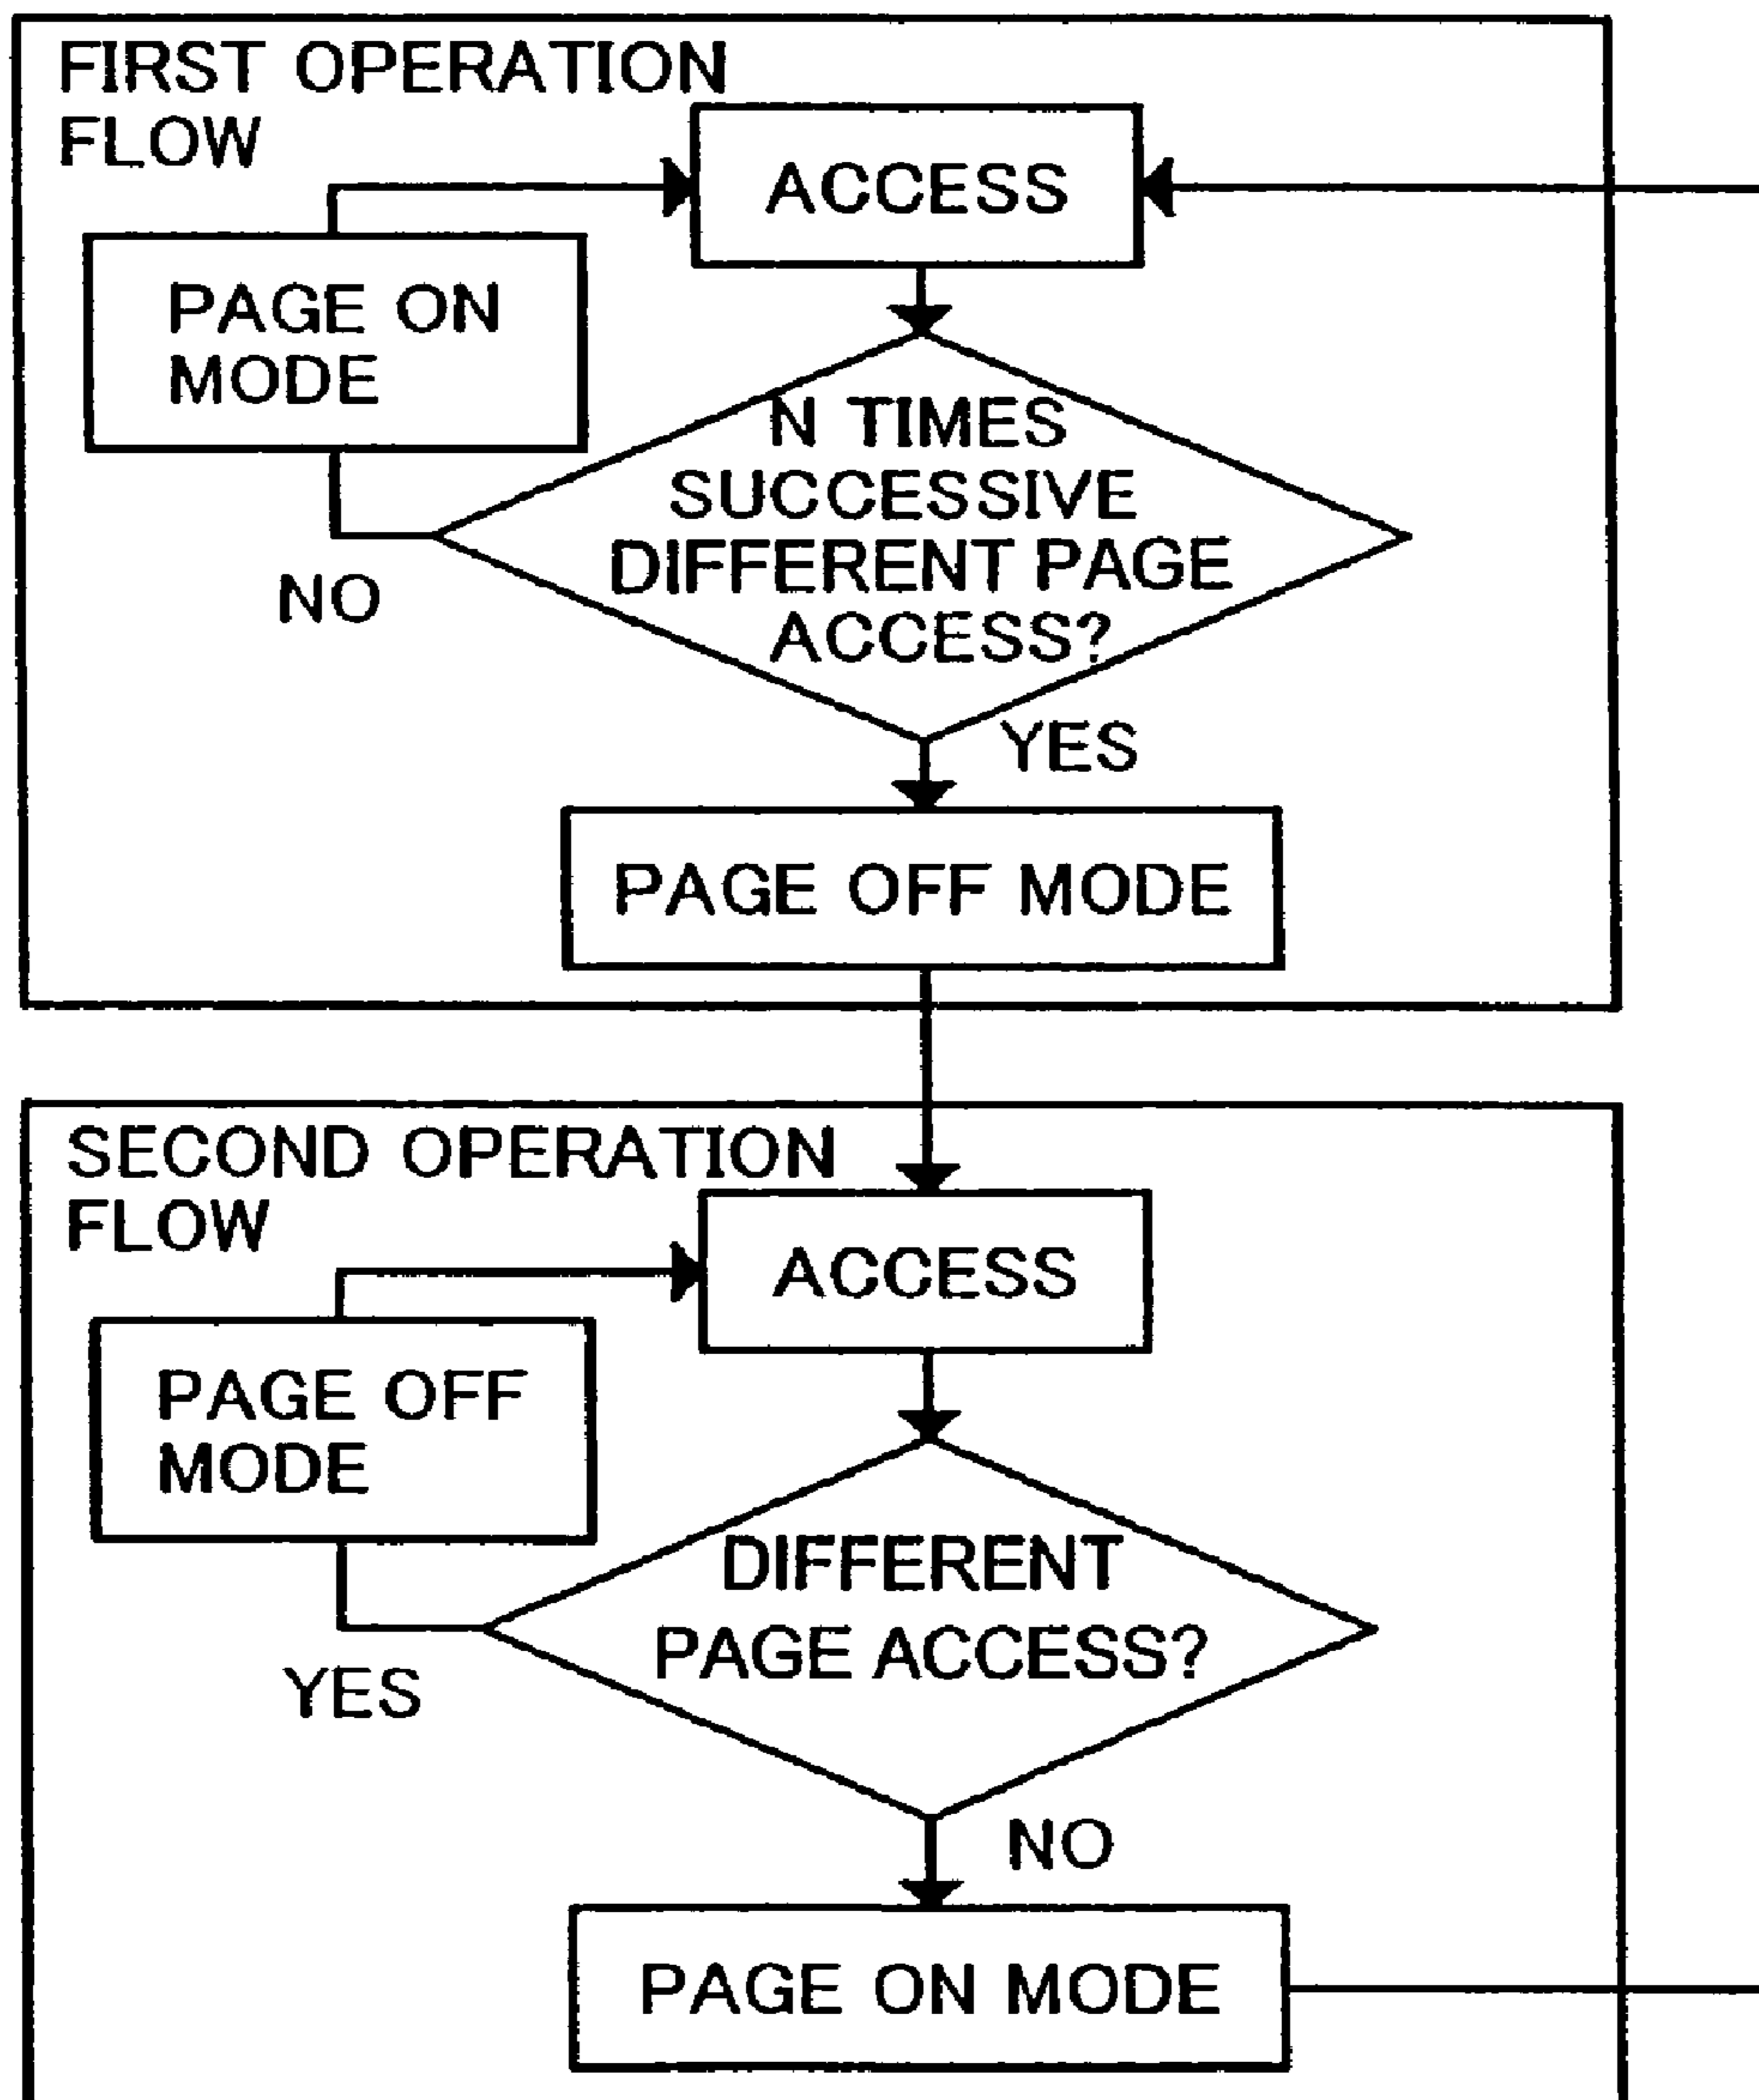 FIRST OPERATION
FLOW
ACCESS
PAGE ON
MODE
N TIMES
SUCCESSIVE
DIFFERENT PAGE
ACCESS?
NO
YES
PAGE OFF MODE
SECOND OPERATION
FLOW
ACCESS
PAGE OFF
MODE
DIFFERENT
PAGE ACCESS?
YES
NO
PAGE ON MODE